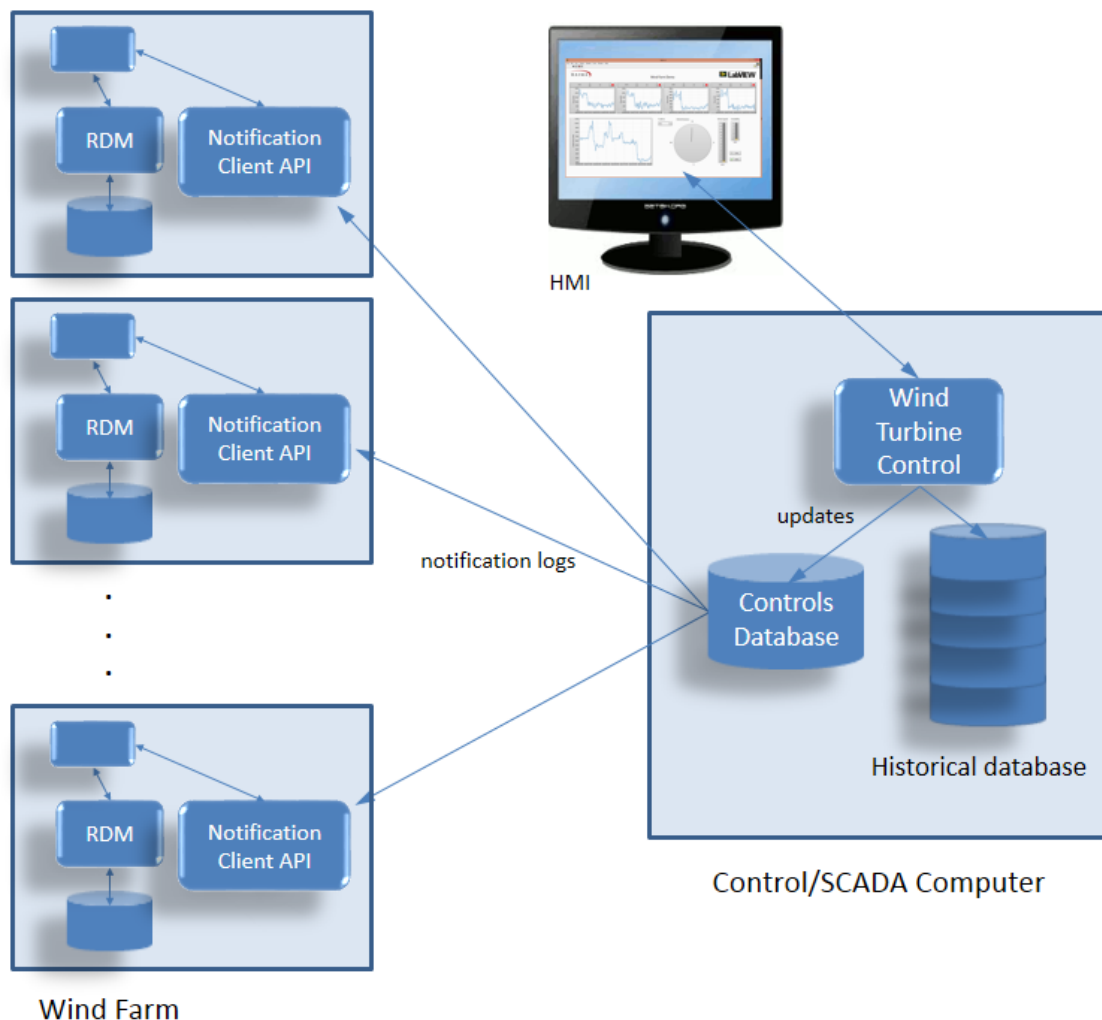 RDM
Notification
Client API
RDM
Notification
Client API
.
.
.
RDM
Notification
Client API
Wind Farm
notification logs
LabVIEW
HMI
Wind
Turbine
Control
updates
Controls
Database
Historical database
Control/SCADA Computer